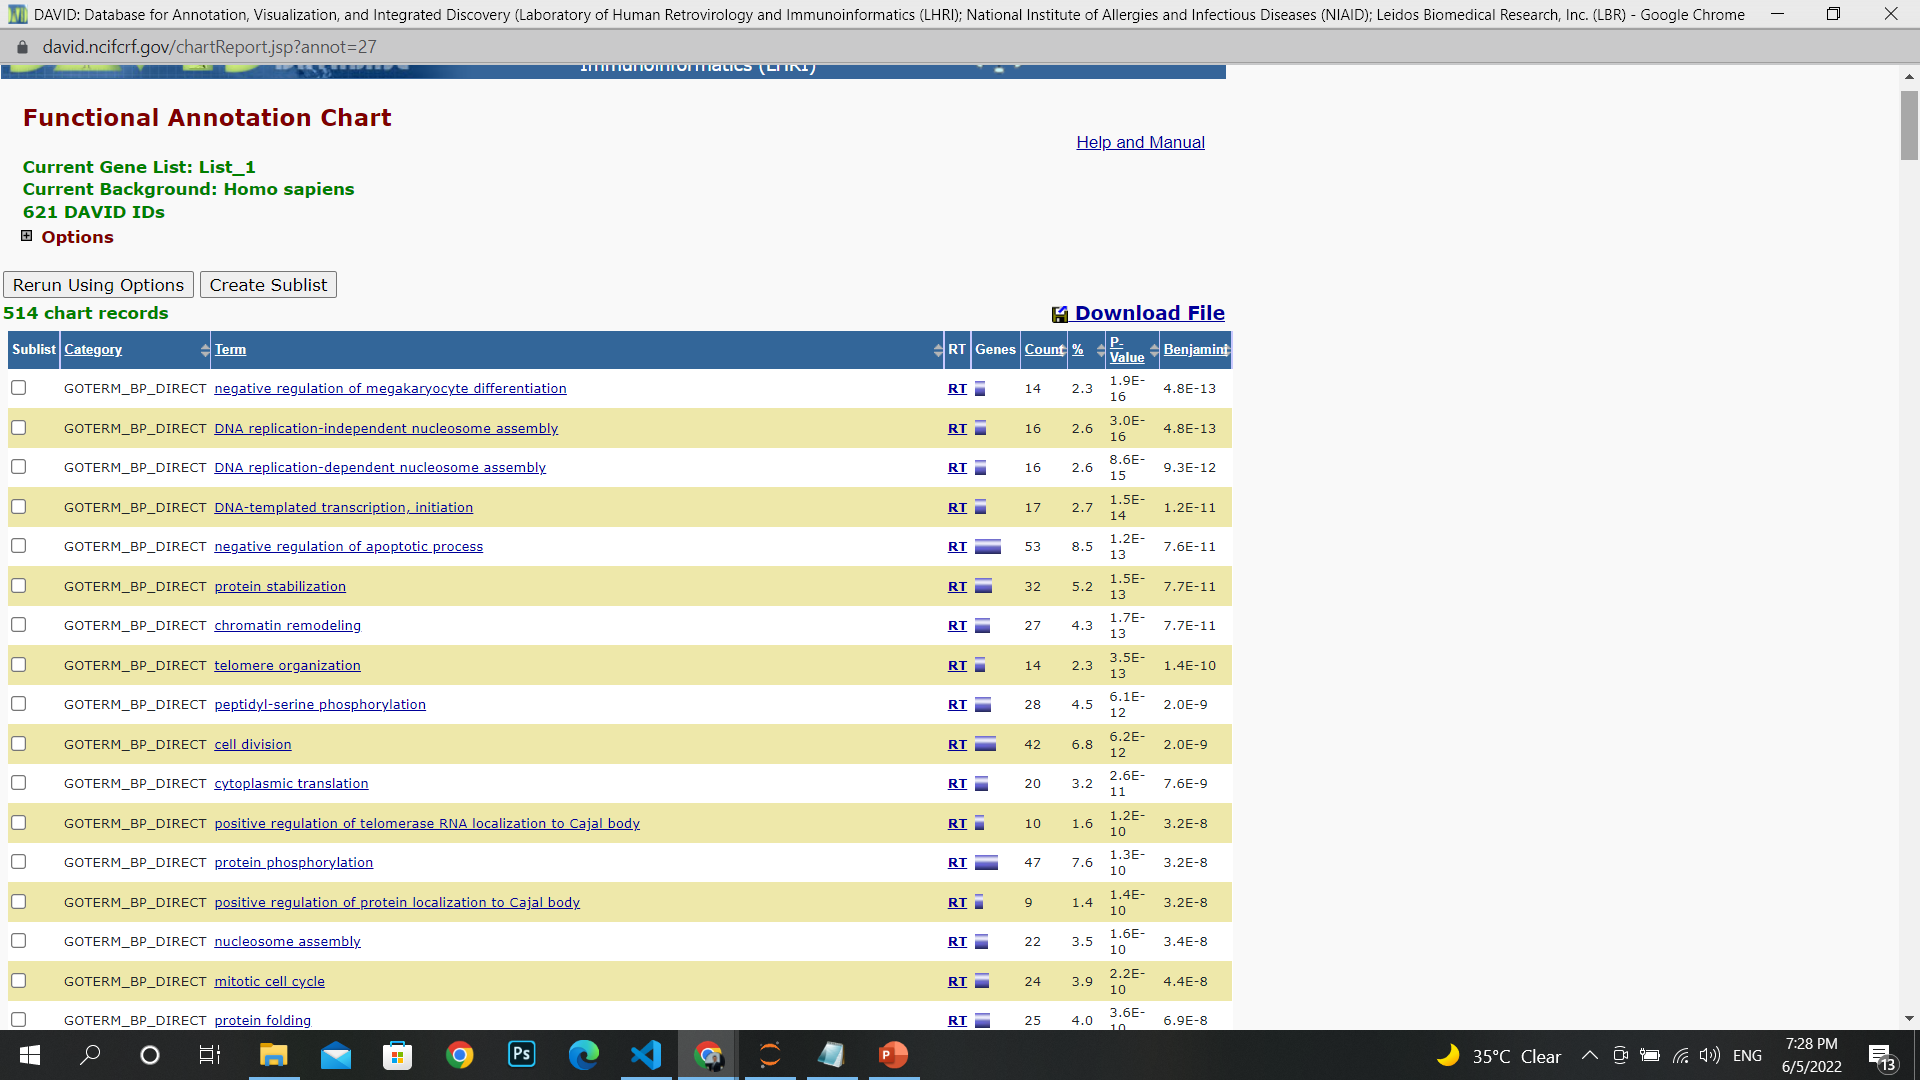 DAVID: Database for Annotation, Visualization, and Integrated Discovery (Laboratory of Human Retrovirology and Immunoinformatics (LHRI); National Institute of Allergies and Infectious Diseases (NIAID); Leidos Biomedical Research, Inc. (LBR) - Google Chrome
david.ncifcrf.gov/chartReport.jsp?annot=27
Immunoinformatics (LHRI)
Functional Annotation Chart
Help and Manual
Current Gene List: List_1
Current Background: Homo sapiens
621 DAVID IDs
Options
Rerun Using Options Create Sublist
514 chart records Download File
Sublist Category Term RT Genes Count % P-Value Benjamini
GOTERM_BP_DIRECT negative regulation of megakaryocyte differentiation RT 14 2.3 1.9E-16 4.8E-13
GOTERM_BP_DIRECT DNA replication-independent nucleosome assembly RT 16 2.6 3.0E-16 4.8E-13
GOTERM_BP_DIRECT DNA replication-dependent nucleosome assembly RT 16 2.6 8.6E-15 9.3E-12
GOTERM_BP_DIRECT DNA-templated transcription, initiation RT 17 2.7 1.5E-14 1.2E-11
GOTERM_BP_DIRECT negative regulation of apoptotic process RT 53 8.5 1.2E-13 7.6E-11
GOTERM_BP_DIRECT protein stabilization RT 32 5.2 1.5E-13 7.7E-11
GOTERM_BP_DIRECT chromatin remodeling RT 27 4.3 1.7E-13 7.7E-11
GOTERM_BP_DIRECT telomere organization RT 14 2.3 3.5E-13 1.4E-10
GOTERM_BP_DIRECT peptidyl-serine phosphorylation RT 28 4.5 6.1E-12 2.0E-9
GOTERM_BP_DIRECT cell division RT 42 6.8 6.2E-12 2.0E-9
GOTERM_BP_DIRECT cytoplasmic translation RT 20 3.2 2.6E-11 7.6E-9
GOTERM_BP_DIRECT positive regulation of telomerase RNA localization to Cajal body RT 10 1.6 1.2E-10 3.2E-8
GOTERM_BP_DIRECT protein phosphorylation RT 47 7.6 1.3E-10 3.2E-8
GOTERM_BP_DIRECT positive regulation of protein localization to Cajal body RT 9 1.4 1.4E-10 3.2E-8
GOTERM_BP_DIRECT nucleosome assembly RT 22 3.5 1.6E-10 3.4E-8
GOTERM_BP_DIRECT mitotic cell cycle RT 24 3.9 2.2E-10 4.4E-8
GOTERM_BP_DIRECT protein folding RT 25 4.0 3.6E-10 6.9E-8
Ps P 35°C Clear ENG 7:28 PM
6/5/2022 13